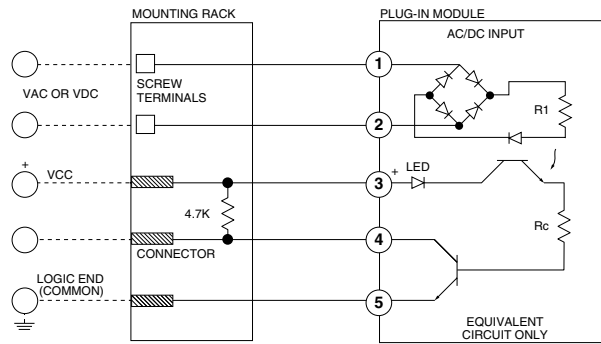 MOUNTING RACK
PLUG-IN MODULE
AC/DC INPUT
1
SCREW
TERMINALS
VAC OR VDC
R1
2
+
VCC
3
+
LED
4.7K
Rc
4
CONNECTOR
LOGIC END
(COMMON)
5
EQUIVALENT
CIRCUIT ONLY